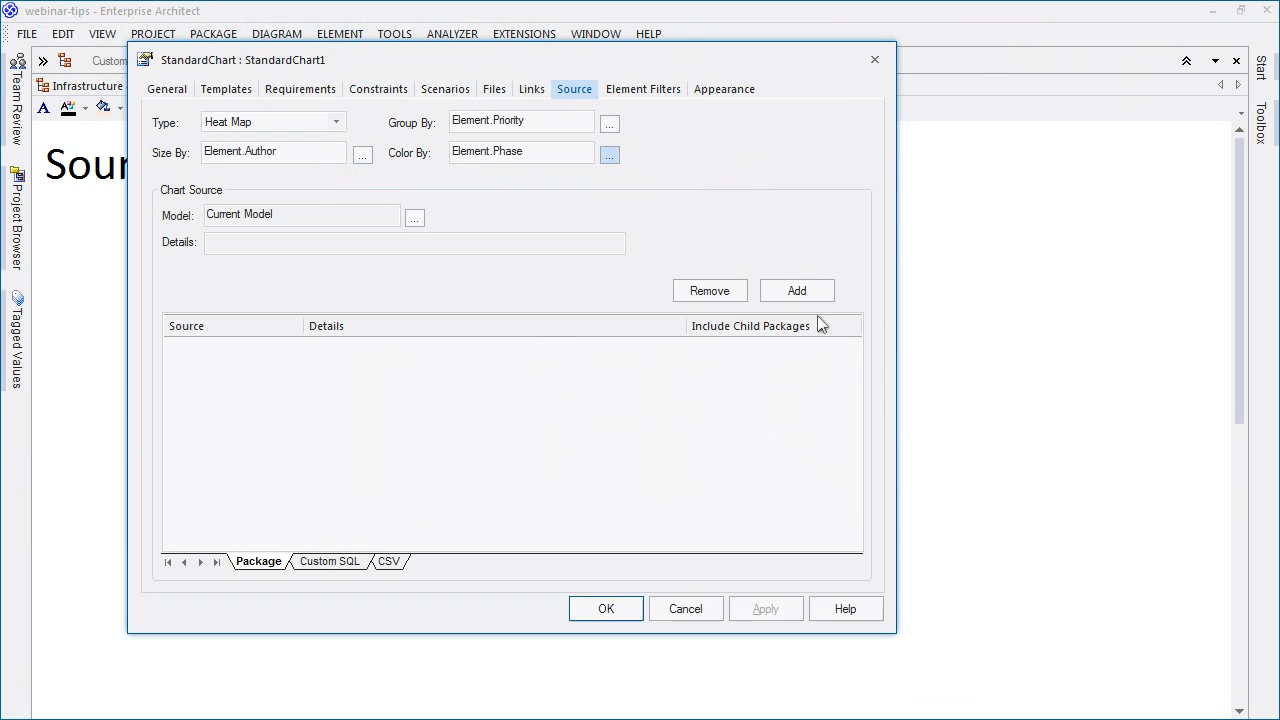 webinar-tips - Enterprise Architect
FILE EDIT VIEW PROJECT PACKAGE DIAGRAM ELEMENT TOOLS ANALYZER EXTENSIONS WINDOW HELP
StandardChart : StandardChart1
General Templates Requirements Constraints Scenarios Files Links Source Element Filters Appearance
Type: Heat Map Group By: Element.Priority ...
Size By: Element.Author ... Color By: Element.Phase ...
Chart Source
Model: Current Model ...
Details:
Remove Add
Source Details Include Child Packages
Package Custom SQL CSV
OK Cancel Apply Help
Custom
Infrastructure
A A
Sour
Team Review
Project Browser
Tagged Values
Start
Toolbox